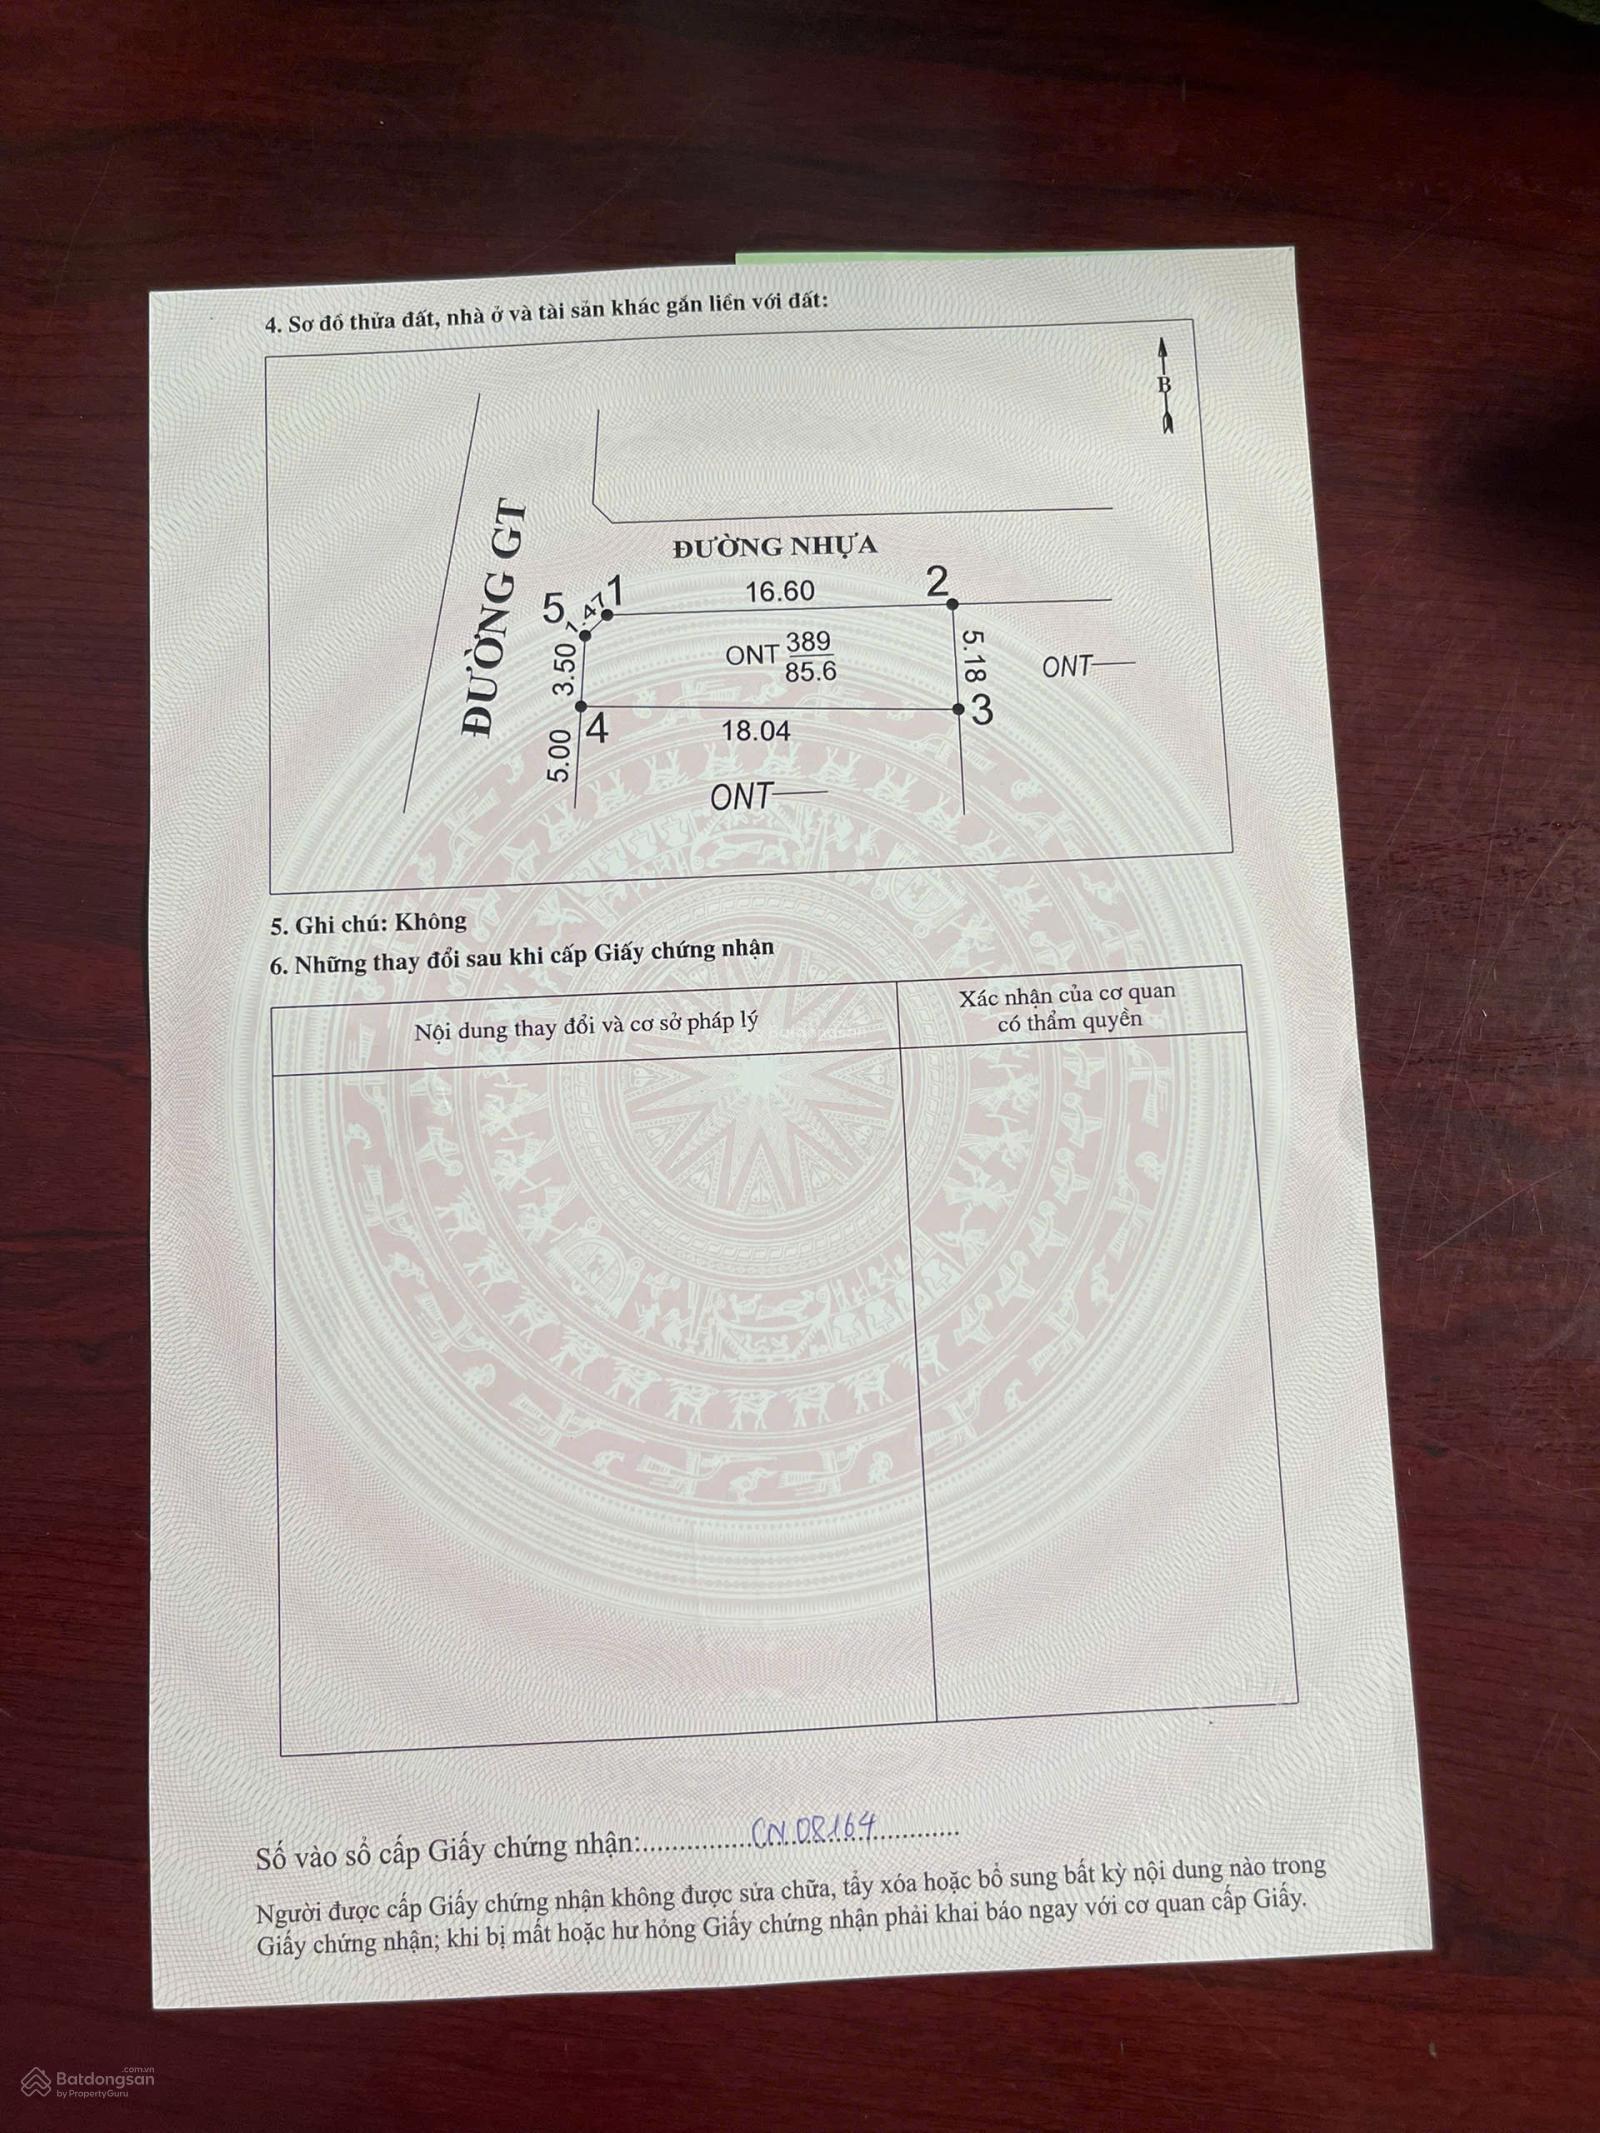 4. Sơ đồ thửa đất, nhà ở và tài sản khác gắn liền với đất:
B
ĐƯỜNG GT
ĐƯỜNG NHỰA
5
1.47
1
16.60
2
3.50
ONT 389
85.6
5.18
ONT
4
18.04
3
5.00
ONT
5. Ghi chú: Không
6. Những thay đổi sau khi cấp Giấy chứng nhận
Nội dung thay đổi và cơ sở pháp lý
Xác nhận của cơ quan
có thẩm quyền
Số vào sổ cấp Giấy chứng nhận:................CN.08164..............
Người được cấp Giấy chứng nhận không được sửa chữa, tẩy xóa hoặc bổ sung bất kỳ nội dung nào trong
Giấy chứng nhận; khi bị mất hoặc hư hỏng Giấy chứng nhận phải khai báo ngay với cơ quan cấp Giấy.
Batdongsan.com.vn
by PropertyGuru